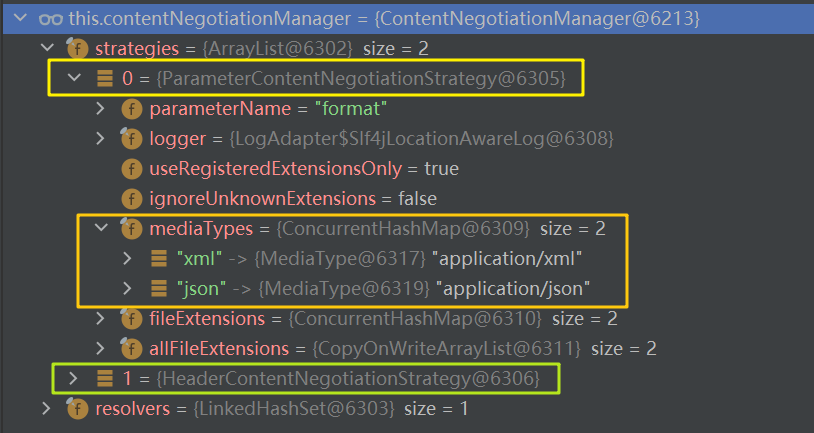 this.contentNegotiationManager = {ContentNegotiationManager@6213}
f strategies = {ArrayList@6302} size = 2
0 = {ParameterContentNegotiationStrategy@6305}
f parameterName = "format"
f logger = {LogAdapter$Slf4jLocationAwareLog@6308}
f useRegisteredExtensionsOnly = true
f ignoreUnknownExtensions = false
f mediaTypes = {ConcurrentHashMap@6309} size = 2
"xml" -> {MediaType@6317} "application/xml"
"json" -> {MediaType@6319} "application/json"
f fileExtensions = {ConcurrentHashMap@6310} size = 2
f allFileExtensions = {CopyOnWriteArrayList@6311} size = 2
1 = {HeaderContentNegotiationStrategy@6306}
f resolvers = {LinkedHashSet@6303} size = 1